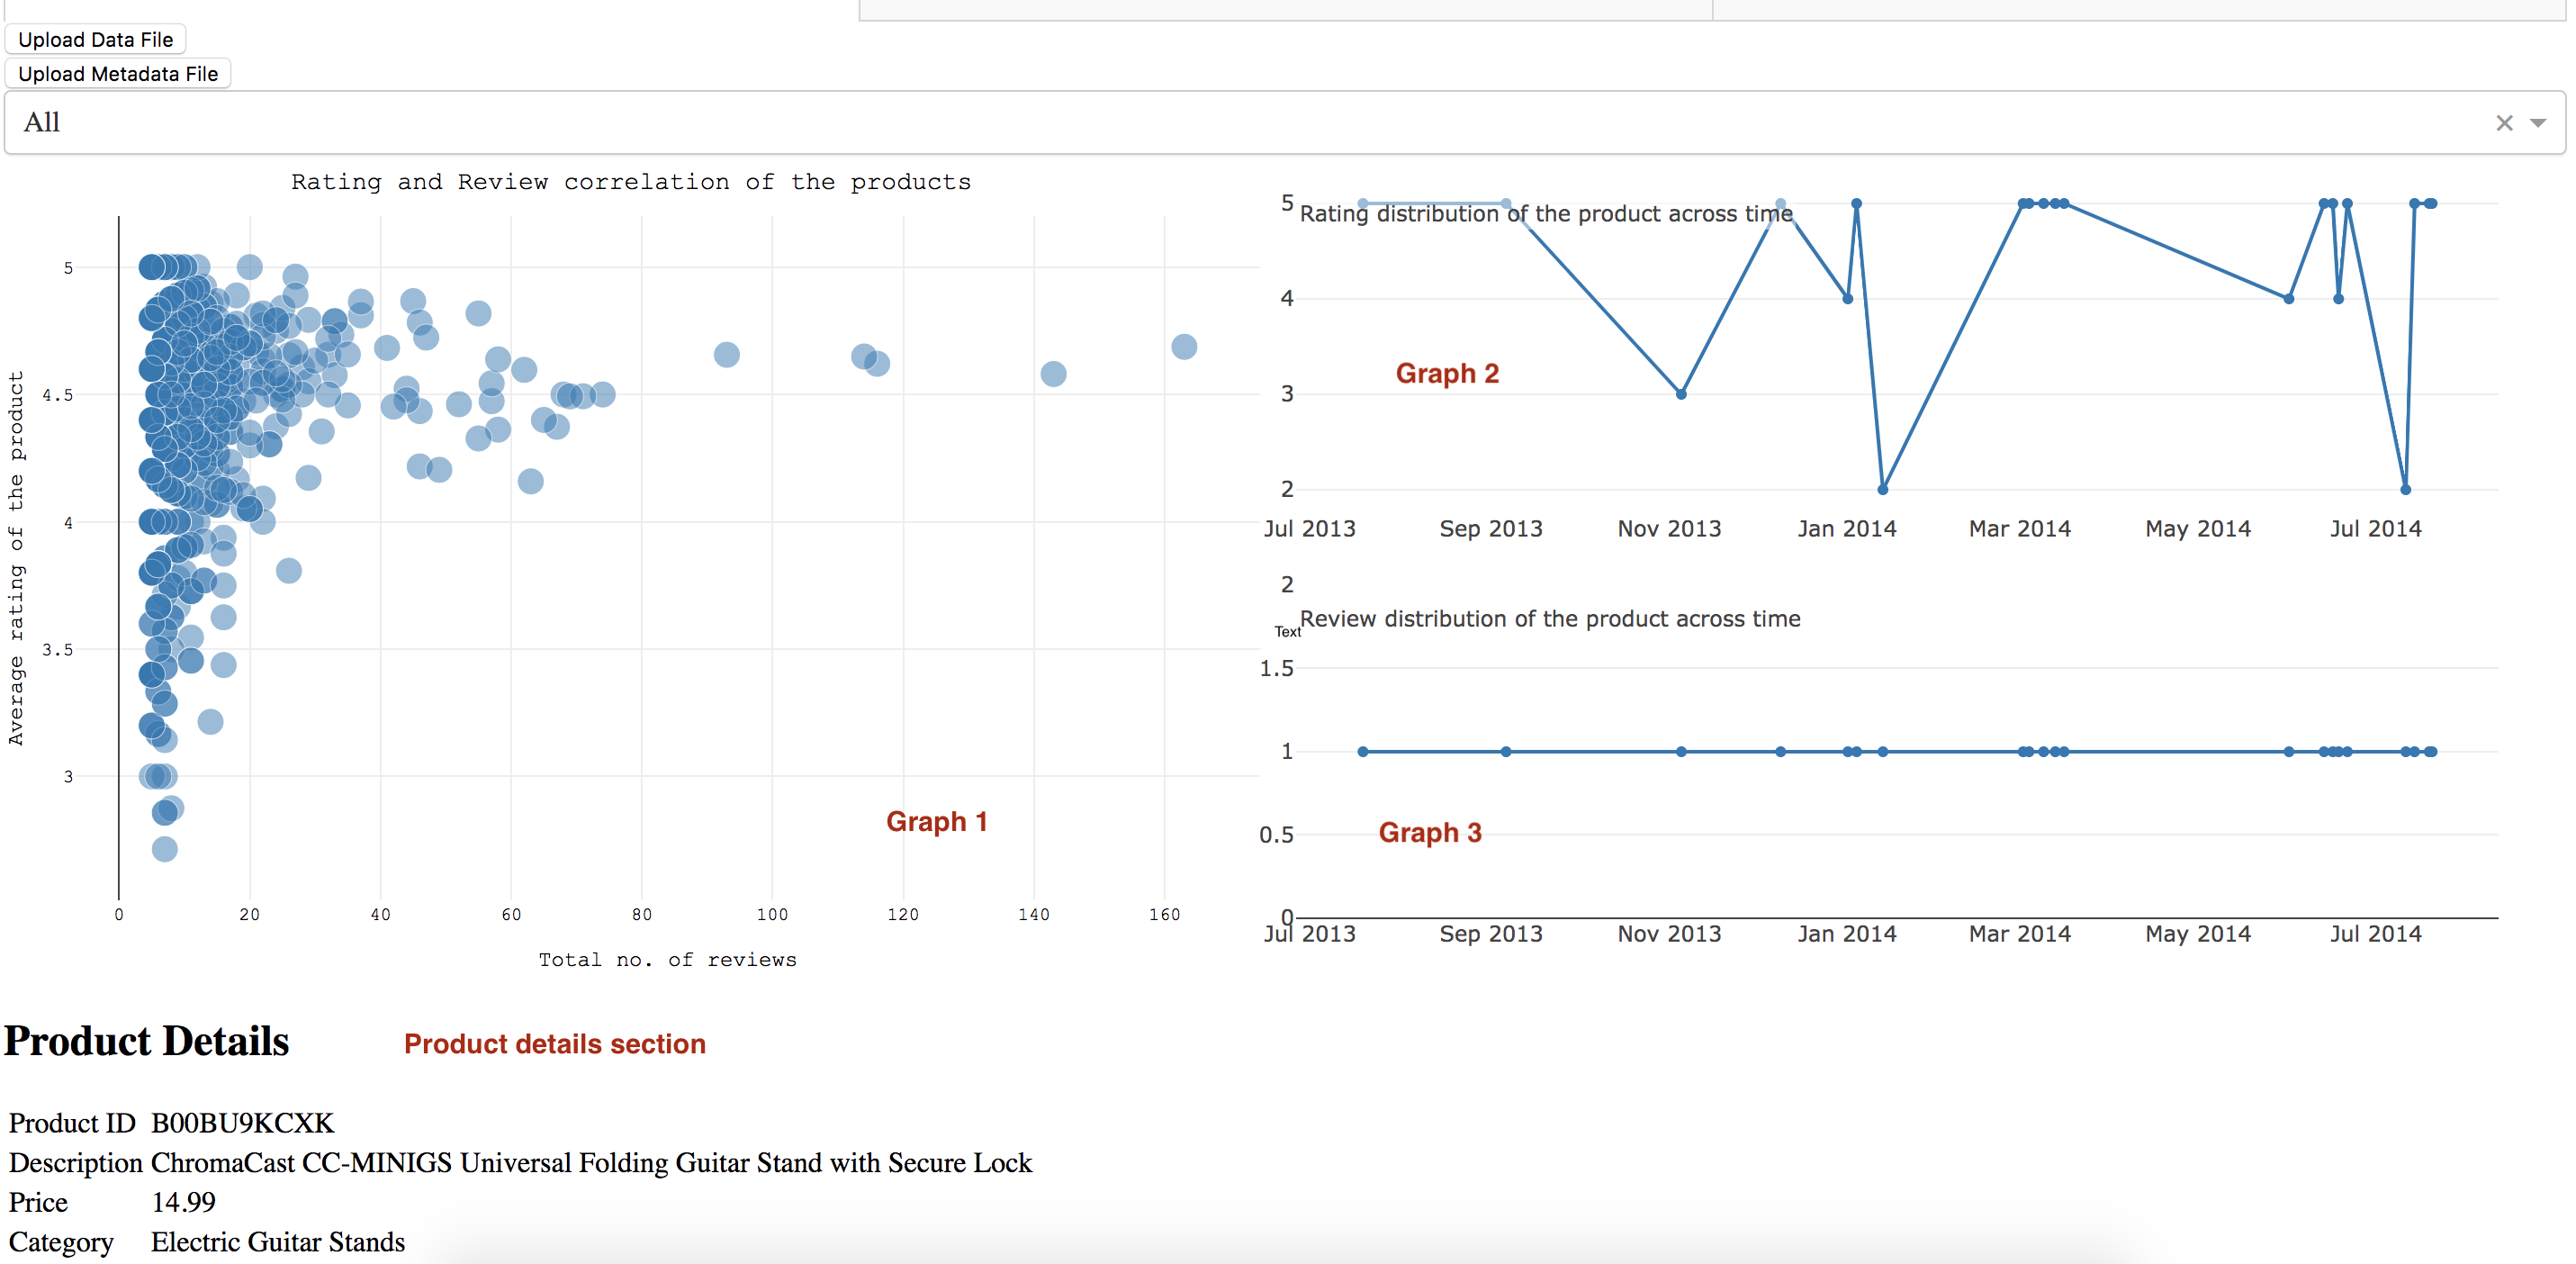 Upload Data File
Upload Metadata File
All
Rating and Review correlation of the products
Average rating of the product
5
4.5
4
3.5
3
0 20 40 60 80 100 120 140 160
Total no. of reviews
Graph 1
5
Rating distribution of the product across time
4
Graph 2
3
2
Jul 2013 Sep 2013 Nov 2013 Jan 2014 Mar 2014 May 2014 Jul 2014
2
Review distribution of the product across time
Text
1.5
1
0.5
Graph 3
0
Jul 2013 Sep 2013 Nov 2013 Jan 2014 Mar 2014 May 2014 Jul 2014
Product Details
Product details section
Product ID B00BU9KCXK
Description ChromaCast CC-MINIGS Universal Folding Guitar Stand with Secure Lock
Price 14.99
Category Electric Guitar Stands